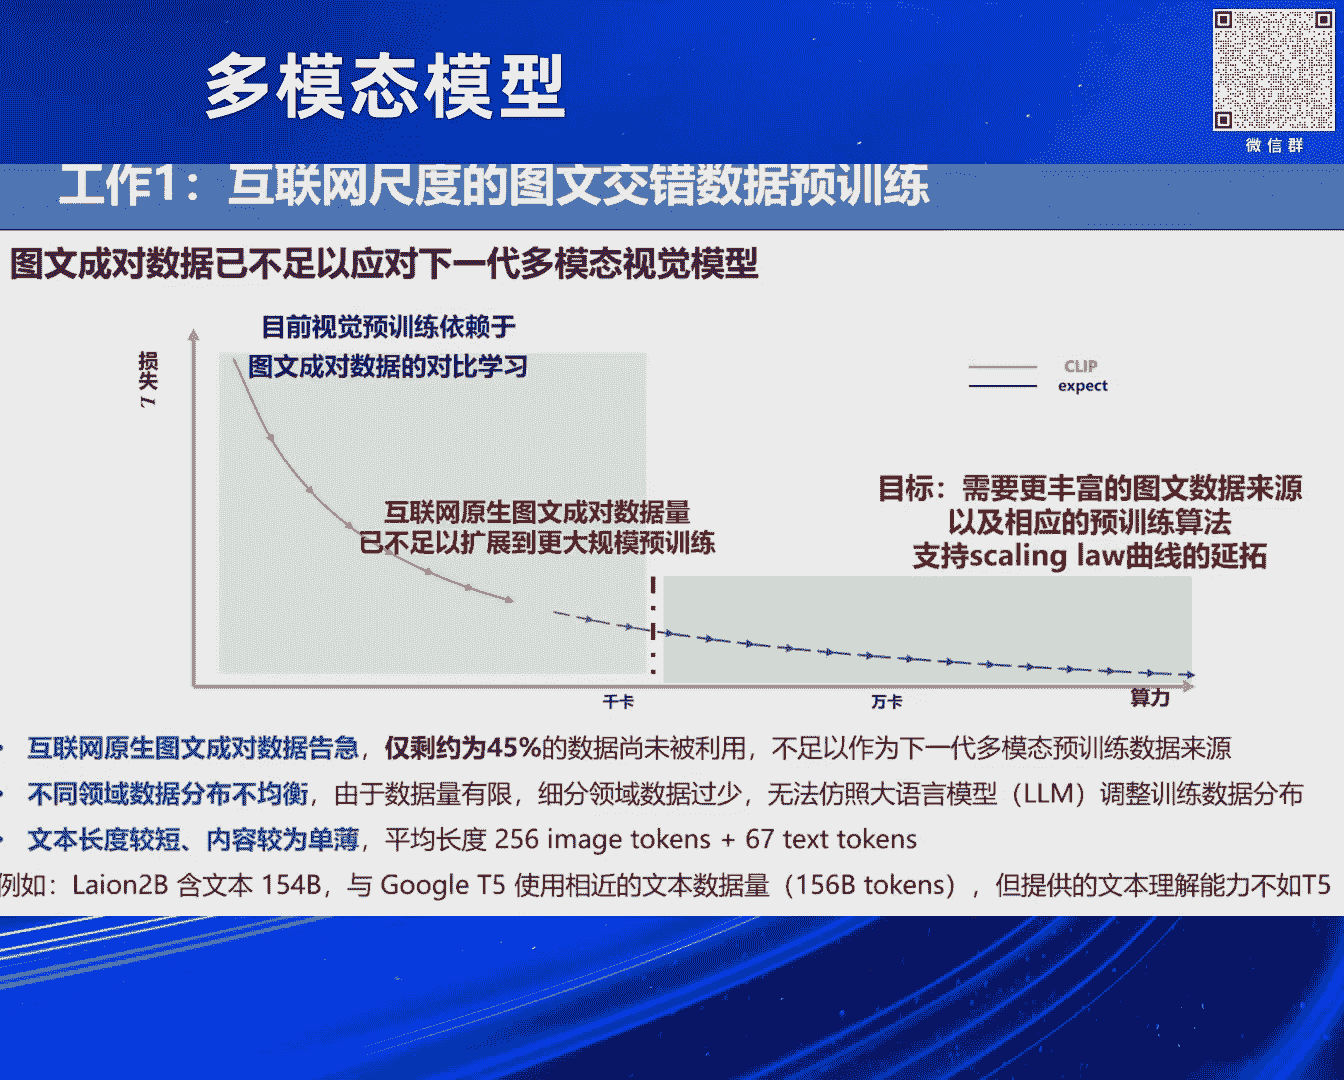 多模态模型
微信群
工作1：互联网尺度的图文交错数据预训练
图文成对数据已不足以应对下一代多模态视觉模型
目前视觉预训练依赖于
图文成对数据的对比学习
损失 L
CLIP
expect
互联网原生图文成对数据量
已不足以扩展到更大规模预训练
目标：需要更丰富的图文数据来源
以及相应的预训练算法
支持scaling law曲线的延拓
千卡
万卡
算力
互联网原生图文成对数据告急，仅剩约为45%的数据尚未被利用，不足以作为下一代多模态预训练数据来源
不同领域数据分布不均衡，由于数据量有限，细分领域数据过少，无法仿照大语言模型（LLM）调整训练数据分布
文本长度较短、内容较为单薄，平均长度 256 image tokens + 67 text tokens
例如：Laion2B 含文本 154B，与 Google T5 使用相近的文本数据量（156B tokens），但提供的文本理解能力不如T5